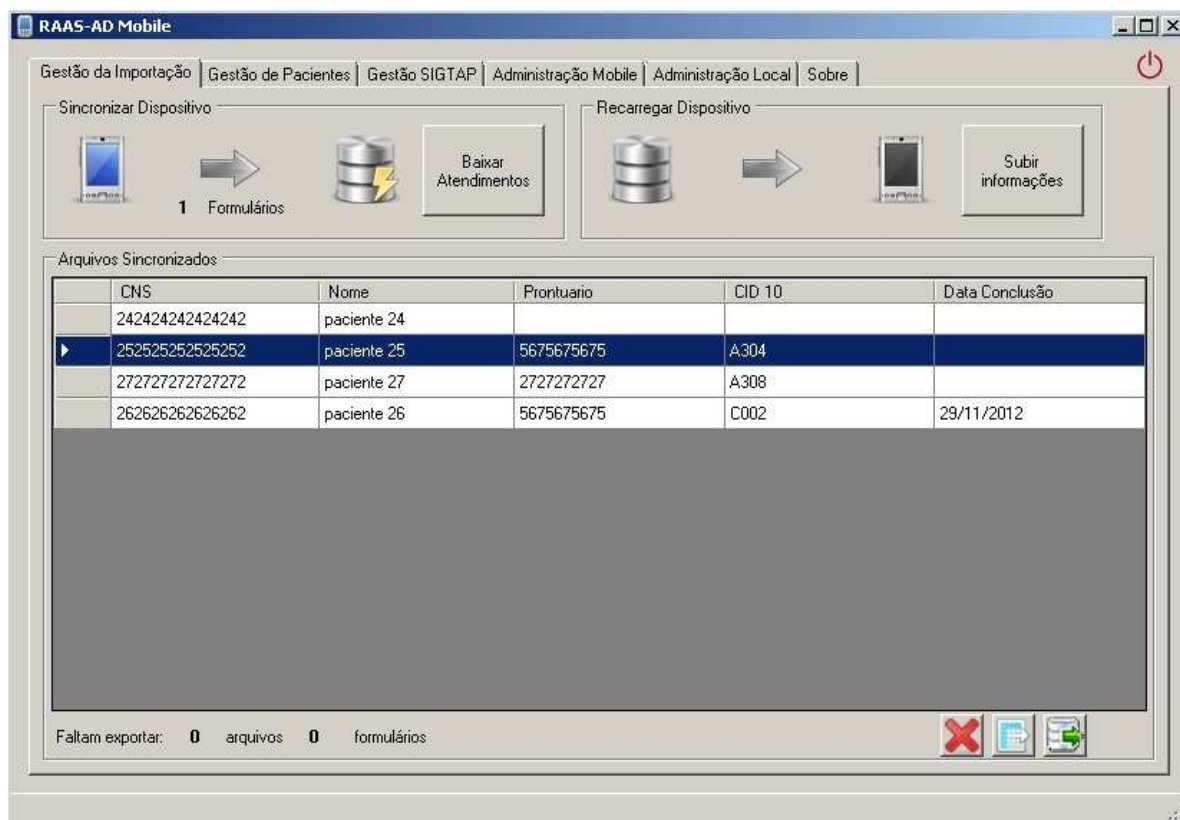 RAAS-AD Mobile
Gestão da Importação Gestão de Pacientes Gestão SIGTAP Administração Mobile Administração Local Sobre
Sincronizar Dispositivo
1 Formulários
Baixar
Atendimentos
Recarregar Dispositivo
Subir
informações
Arquivos Sincronizados
CNS Nome Prontuario CID 10 Data Conclusão
242424242424242 paciente 24
252525252525252 paciente 25 5675675675 A304
272727272727272 paciente 27 2727272727 A308
262626262626262 paciente 26 5675675675 C002 29/11/2012
Faltam exportar: 0 arquivos 0 formulários